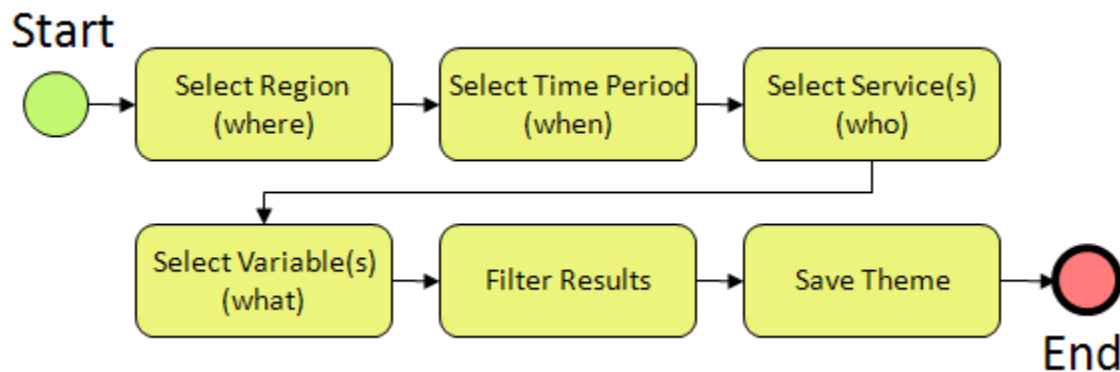 Start
Select Region
(where)
Select Time Period
(when)
Select Service(s)
(who)
Select Variable(s)
(what)
Filter Results
Save Theme
End